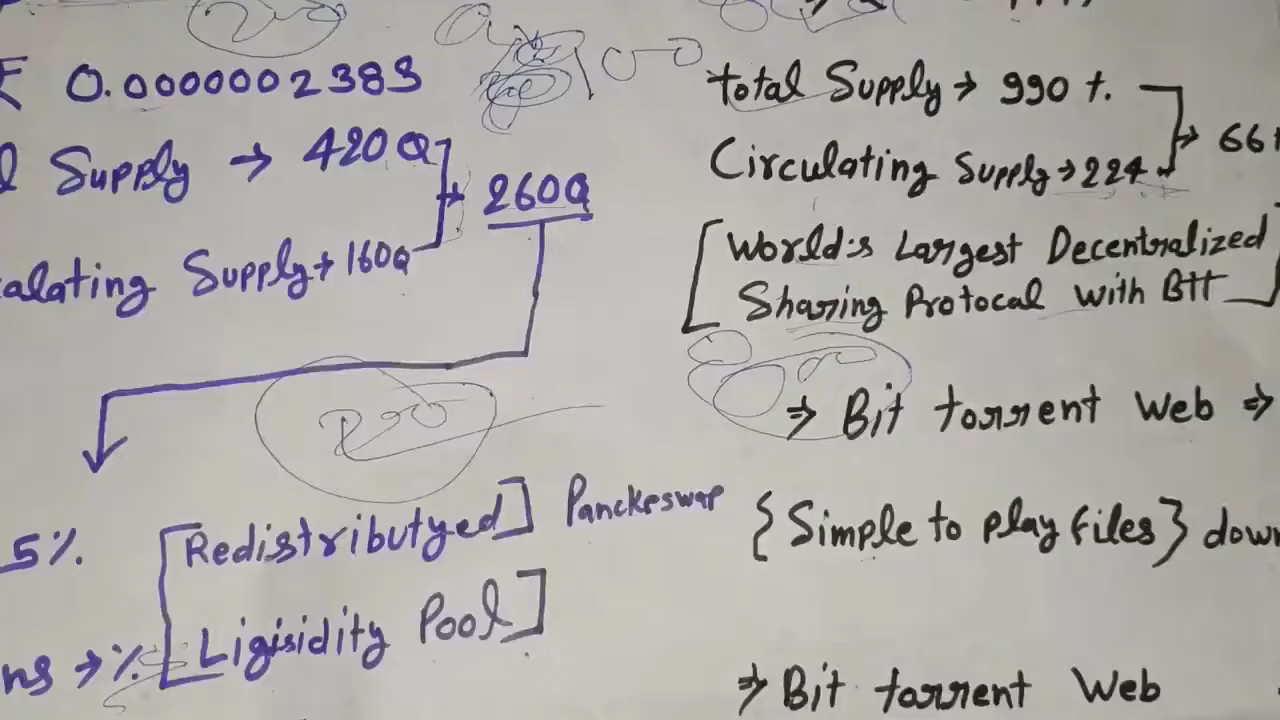 ₹ 0.0000002383
Supply → 420Q
260Q
Supply → 160Q
5%
[Redistributyed] Panckeswap
Ligisidity Pool]
ns → %
total Supply → 990 t.
Circulating Supply → 224
66
[World's Largest Decentralized
Sharing Protocal with Btt]
⇒ Bit torrent Web ⇒
{Simple to play files} down
⇒ Bit torrent Web